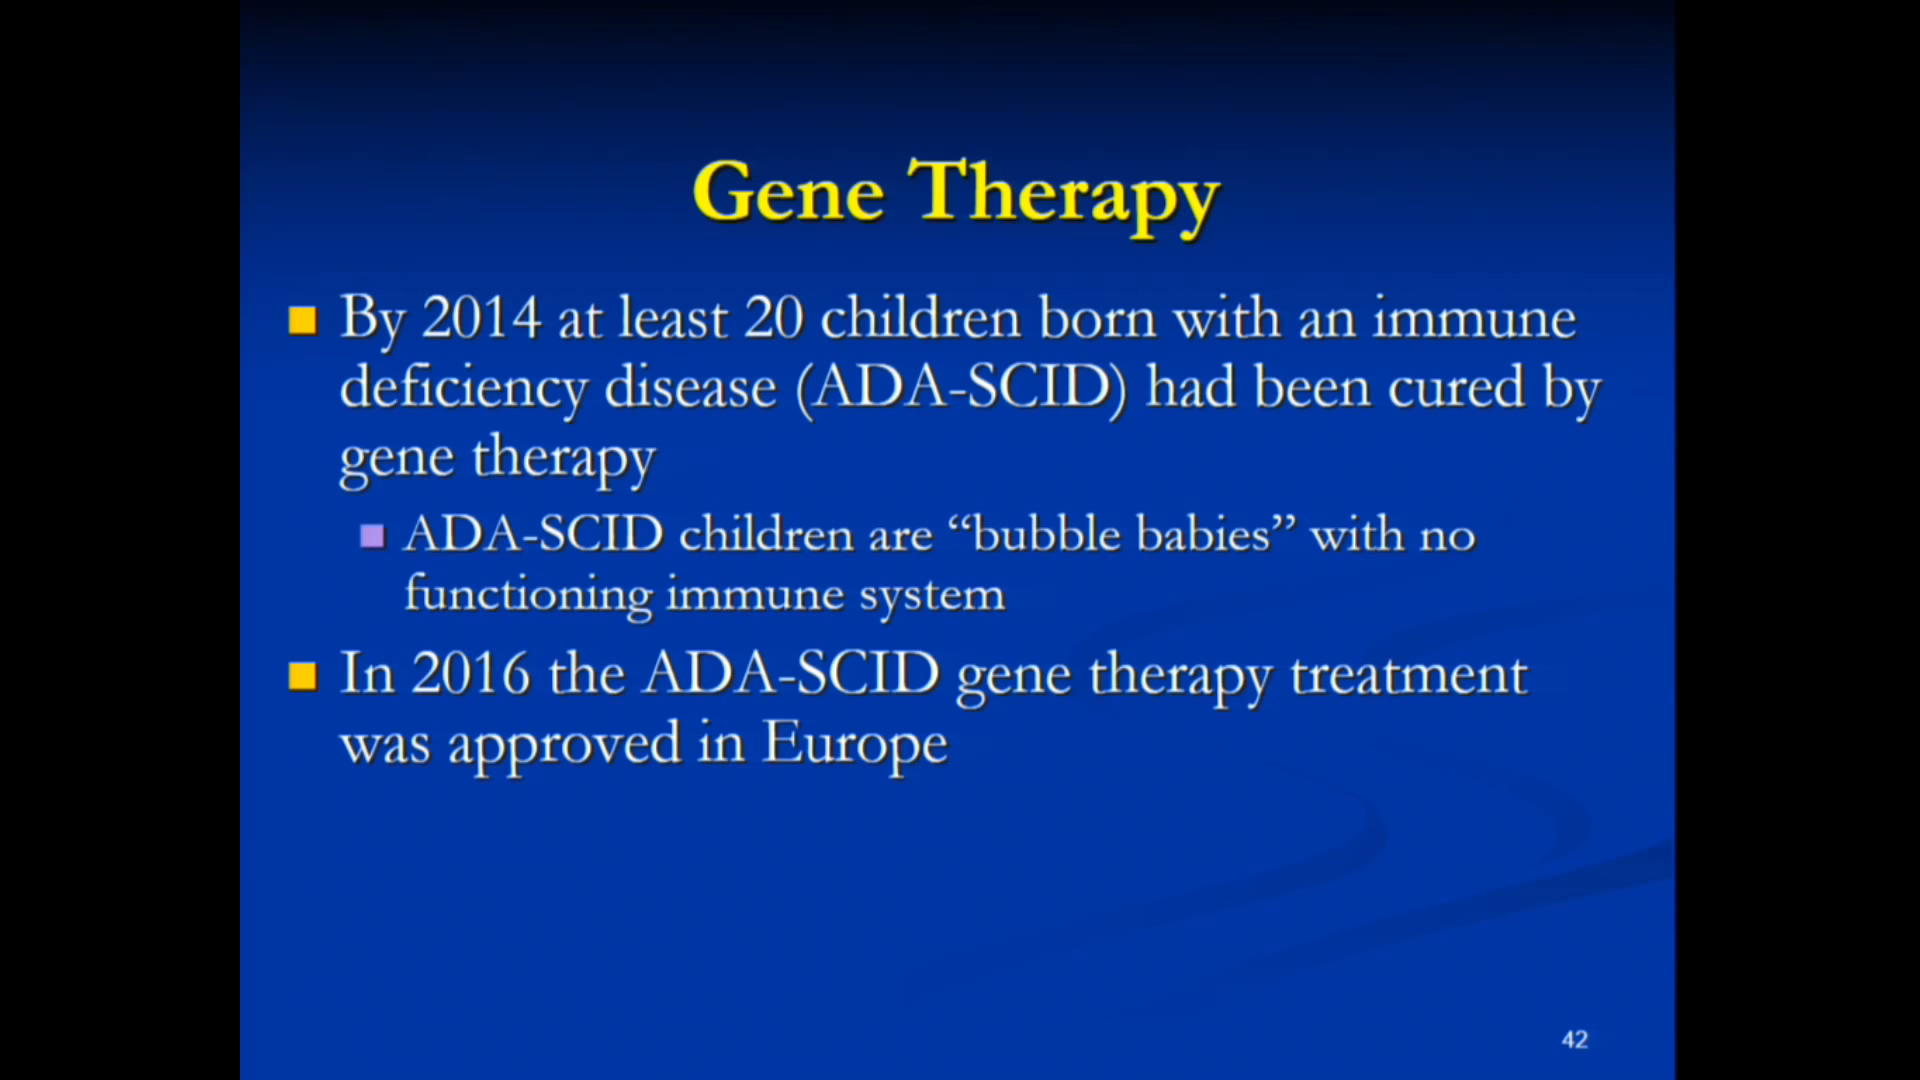 Gene Therapy
By 2014 at least 20 children born with an immune
deficiency disease (ADA-SCID) had been cured by
gene therapy
ADA-SCID children are “bubble babies” with no
functioning immune system
In 2016 the ADA-SCID gene therapy treatment
was approved in Europe
42